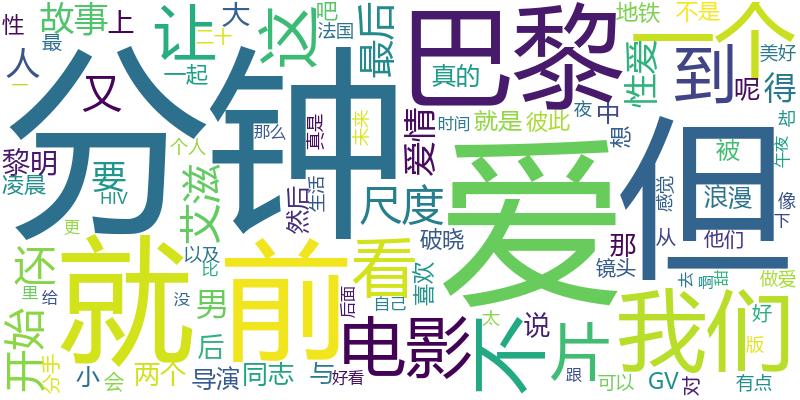 性 故事 上 让 大 这 吧 法国 最后 巴黎 地铁 不是 一个
人 最 一起 二十 分钟 真的 性爱 到 美好
又 那么 真是 未来 爱情 时间 就是 彼此 夜 中 想 呢 得 却
黎明 凌晨 要 个人 HIV 艾滋 然后 生活 尺度 爱 但 被 午夜
还 就 前 看 破晓 喜欢 那 镜头 感觉 从 浪漫 他们 像 下
更 以及 比 里 给 没 男 后面 自己 去 啊 甜 做爱
开始 分手 小 会 两个 后 导演 同志 与 电影 好看 太 不 说 片 我们 好 版
跟 可以 GV 对 有点 一